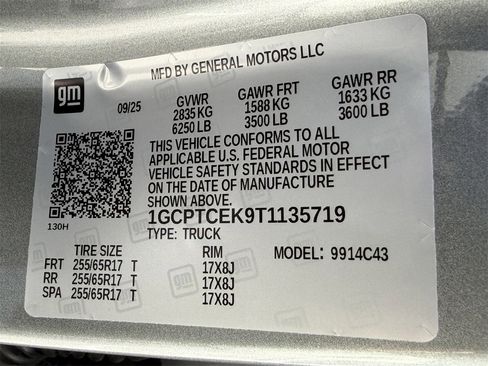 MFD BY GENERAL MOTORS LLC
gm
09/25
GVWR GAWR FRT GAWR RR
2835 KG 1588 KG 1633 KG
6250 LB 3500 LB 3600 LB
THIS VEHICLE CONFORMS TO ALL
APPLICABLE U.S. FEDERAL MOTOR
VEHICLE SAFETY STANDARDS IN EFFECT
ON THE DATE OF MANUFACTURE
SHOWN ABOVE.
130H
1GCPTCEK9T1135719
TYPE: TRUCK
TIRE SIZE RIM MODEL: 9914C43
FRT 255/65R17 T 17X8J
RR 255/65R17 T 17X8J
SPA 255/65R17 T 17X8J